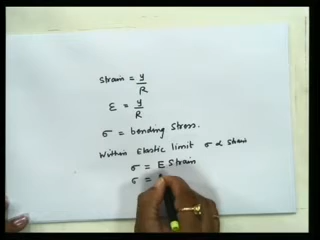 Strain = y/R
ε = y/R
σ = bending stress.
Within Elastic limit σ α strain
σ = E strain
σ =